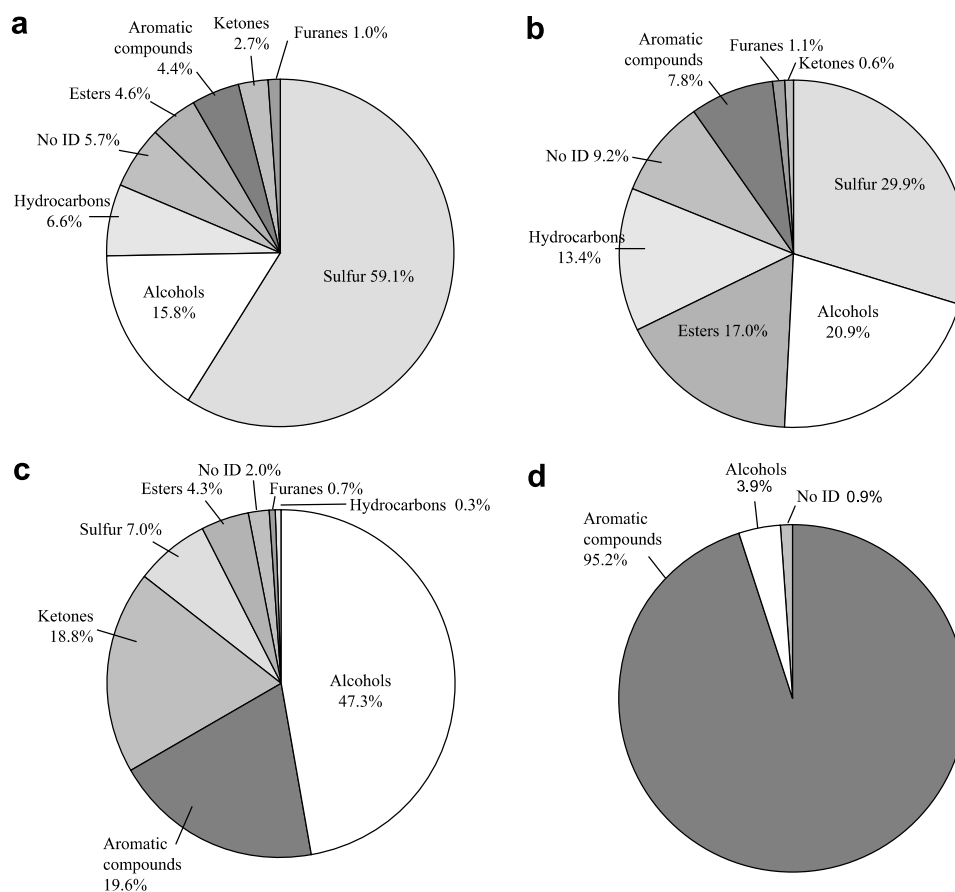 a
Aromatic
compounds
4.4%
Ketones
2.7%
Furanes 1.0%
Esters 4.6%
No ID 5.7%
Hydrocarbons
6.6%
Alcohols
15.8%
Sulfur 59.1%
b
Aromatic
compounds
7.8%
Furanes 1.1%
Ketones 0.6%
No ID 9.2%
Sulfur 29.9%
Hydrocarbons
13.4%
Esters 17.0%
Alcohols
20.9%
c
No ID 2.0%
Esters 4.3%
Furanes 0.7%
Hydrocarbons 0.3%
Sulfur 7.0%
Ketones
18.8%
Alcohols
47.3%
Aromatic
compounds
19.6%
d
Alcohols
3.9%
No ID 0.9%
Aromatic
compounds
95.2%